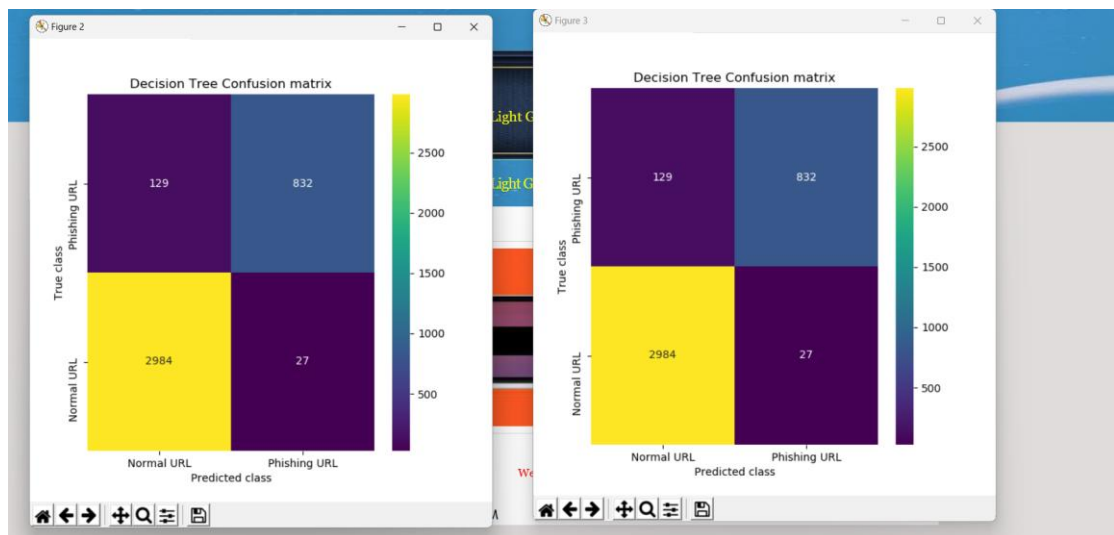 Figure 2
Decision Tree Confusion matrix
Phishing URL
Normal URL
True class
129 832
2984 27
2500
2000
1500
1000
500
Normal URL Phishing URL
Predicted class
Light G
Light G
We
Figure 3
Decision Tree Confusion matrix
Phishing URL
Normal URL
True class
129 832
2984 27
2500
2000
1500
1000
500
Normal URL Phishing URL
Predicted class